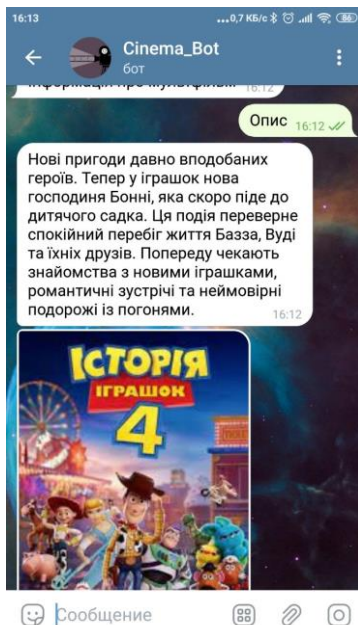 16:13
...0,7 КБ/с
Cinema_Bot
бот
16:12
Опис 16:12
Нові пригоди давно вподобаних
героїв. Тепер у іграшок нова
господиня Бонні, яка скоро піде до
дитячого садка. Ця подія переверне
спокійний перебіг життя Базза, Вуді
та їхніх друзів. Попереду чекають
знайомства з новими іграшками,
романтичні зустрічі та неймовірні
подорожі із погонями.
16:12
ІСТОРІЯ
ІГРАШОК
4
Сообщение